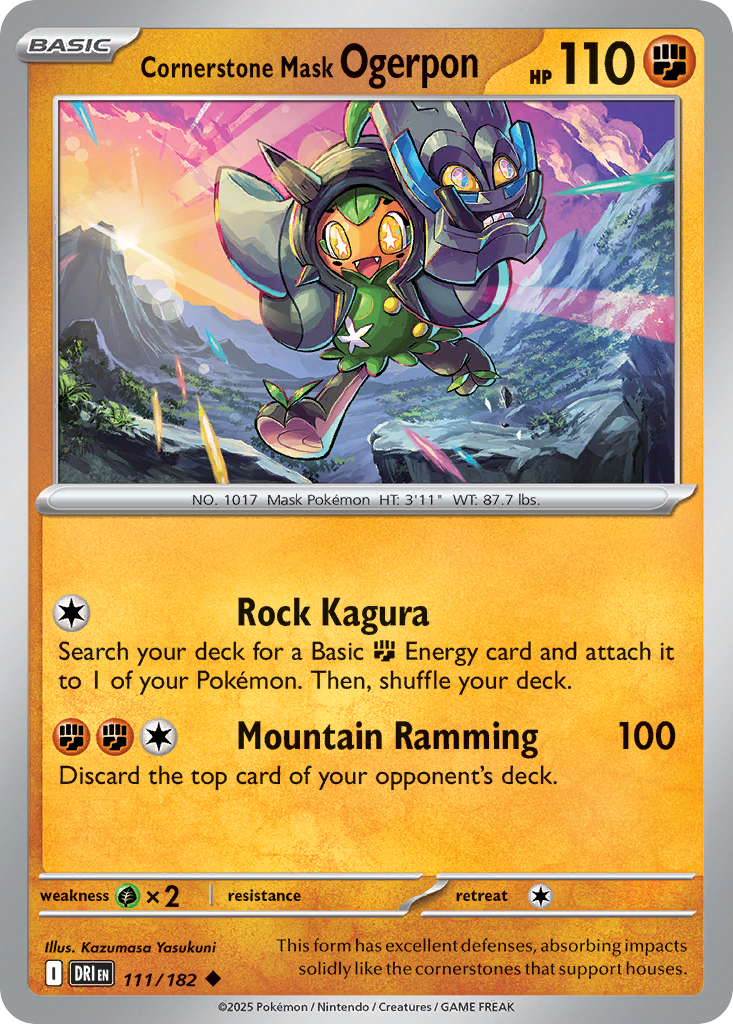 BASIC
Cornerstone Mask Ogerpon HP 110
NO. 1017 Mask Pokémon HT: 3'11" WT: 87.7 lbs.
Rock Kagura
Search your deck for a Basic Energy card and attach it
to 1 of your Pokémon. Then, shuffle your deck.
Mountain Ramming 100
Discard the top card of your opponent's deck.
weakness ×2 resistance retreat
Illus. Kazumasa Yasukuni
This form has excellent defenses, absorbing impacts
solidly like the cornerstones that support houses.
I DRI EN 111/182
©2025 Pokémon / Nintendo / Creatures / GAME FREAK